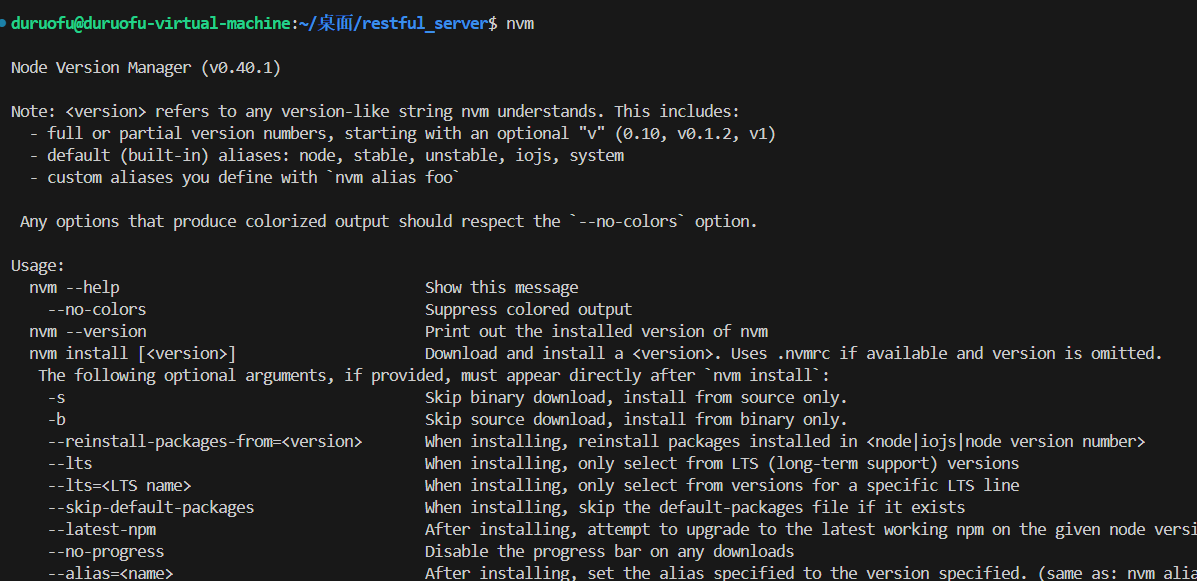 duruofu@duruofu-virtual-machine:~/桌面/restful_server$ nvm
Node Version Manager (v0.40.1)
Note: <version> refers to any version-like string nvm understands. This includes:
- full or partial version numbers, starting with an optional "v" (0.10, v0.1.2, v1)
- default (built-in) aliases: node, stable, unstable, iojs, system
- custom aliases you define with `nvm alias foo`
Any options that produce colorized output should respect the `--no-colors` option.
Usage:
nvm --help Show this message
--no-colors Suppress colored output
nvm --version Print out the installed version of nvm
nvm install [<version>] Download and install a <version>. Uses .nvmrc if available and version is omitted.
The following optional arguments, if provided, must appear directly after `nvm install`:
-s Skip binary download, install from source only.
-b Skip source download, install from binary only.
--reinstall-packages-from=<version> When installing, reinstall packages installed in <node|iojs|node version number>
--lts When installing, only select from LTS (long-term support) versions
--lts=<LTS name> When installing, only select from versions for a specific LTS line
--skip-default-packages When installing, skip the default-packages file if it exists
--latest-npm After installing, attempt to upgrade to the latest working npm on the given node versi
--no-progress Disable the progress bar on any downloads
--alias=<name> After installing, set the alias specified to the version specified. (same as: nvm alia